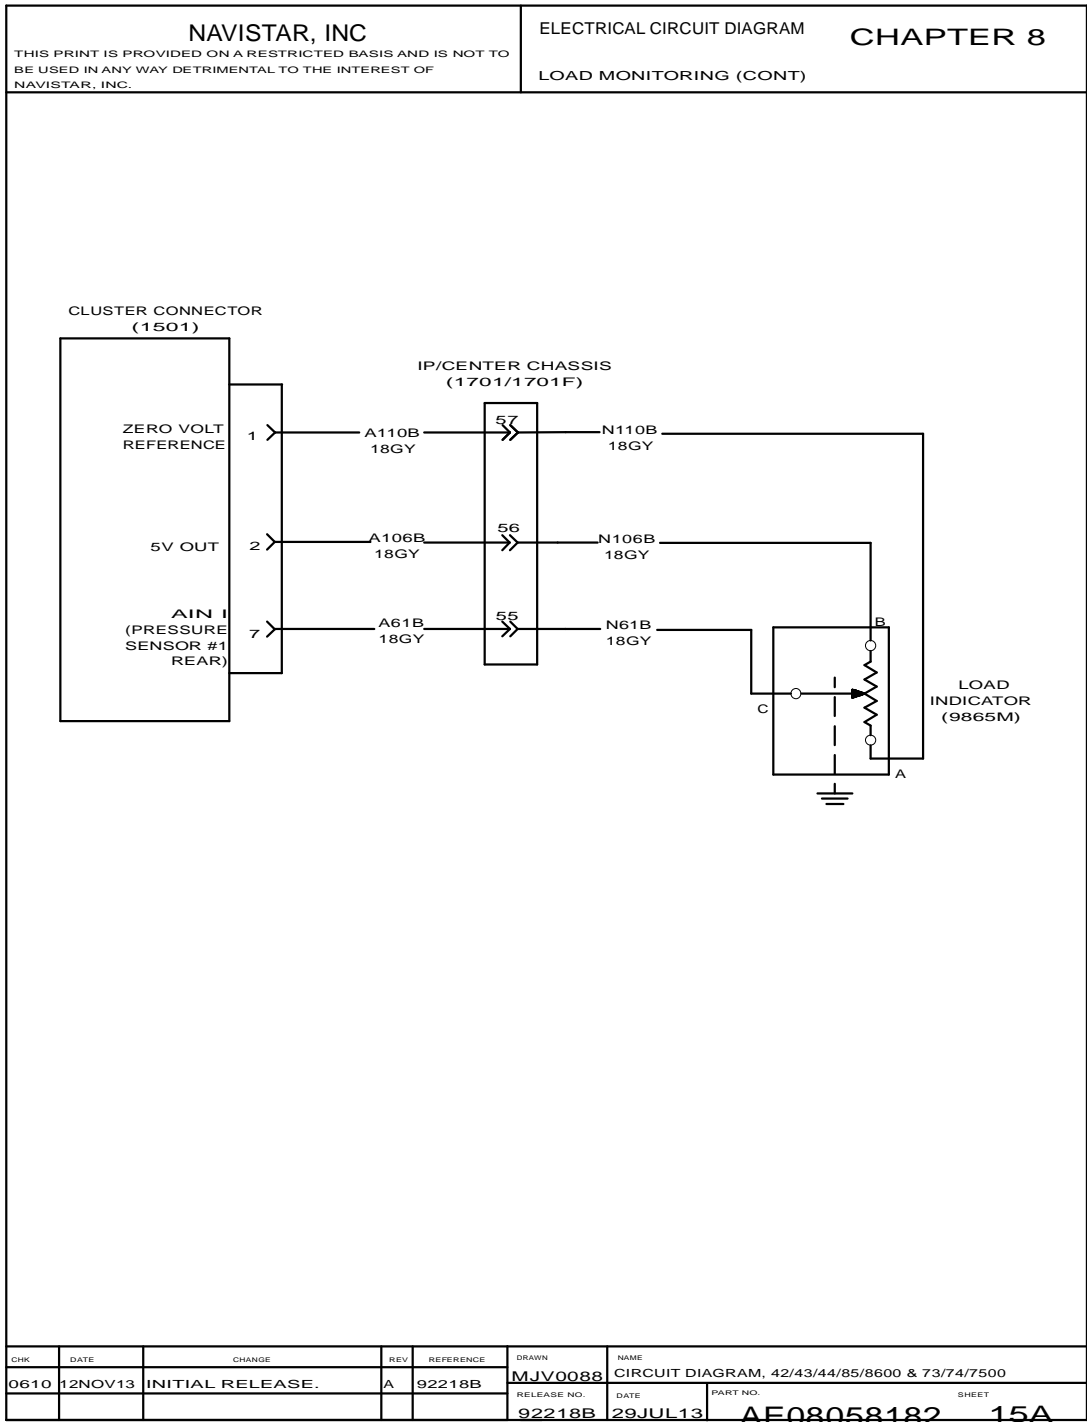 NAVISTAR, INC
THIS PRINT IS PROVIDED ON A RESTRICTED BASIS AND IS NOT TO
BE USED IN ANY WAY DETRIMENTAL TO THE INTEREST OF
NAVISTAR, INC.
ELECTRICAL CIRCUIT DIAGRAM
CHAPTER 8
LOAD MONITORING (CONT)
CLUSTER CONNECTOR
(1501)
IP/CENTER CHASSIS
(1701/1701F)
ZERO VOLT
REFERENCE
1
A110B
18GY
57
N110B
18GY
5V OUT
2
A106B
18GY
56
N106B
18GY
AIN I
(PRESSURE
SENSOR #1
REAR)
7
A61B
18GY
55
N61B
18GY
B
C
A
LOAD
INDICATOR
(9865M)
CHK DATE CHANGE REV REFERENCE
0610 12NOV13 INITIAL RELEASE. A 92218B
DRAWN
MJV0088
NAME
CIRCUIT DIAGRAM, 42/43/44/85/8600 & 73/74/7500
RELEASE NO.
92218B
DATE
29JUL13
PART NO.
AF08058182
SHEET
15A